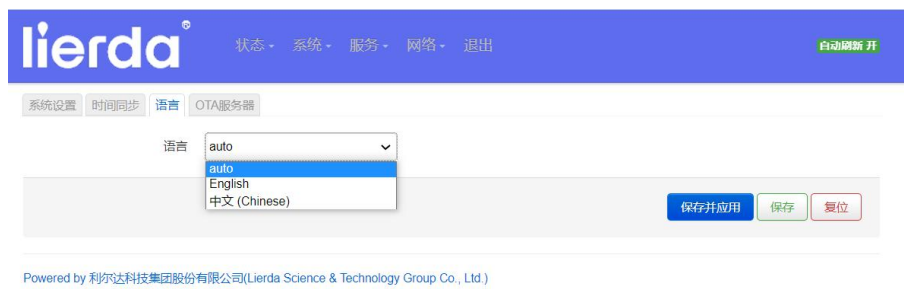 lierda® 状态 系统 服务 网络 退出 自动刷新 开
系统设置 时间同步 语言 OTA服务器
语言 auto
auto
English
中文 (Chinese)
保存并应用 保存 复位
Powered by 利尔达科技集团股份有限公司(Lierda Science & Technology Group Co., Ltd.)